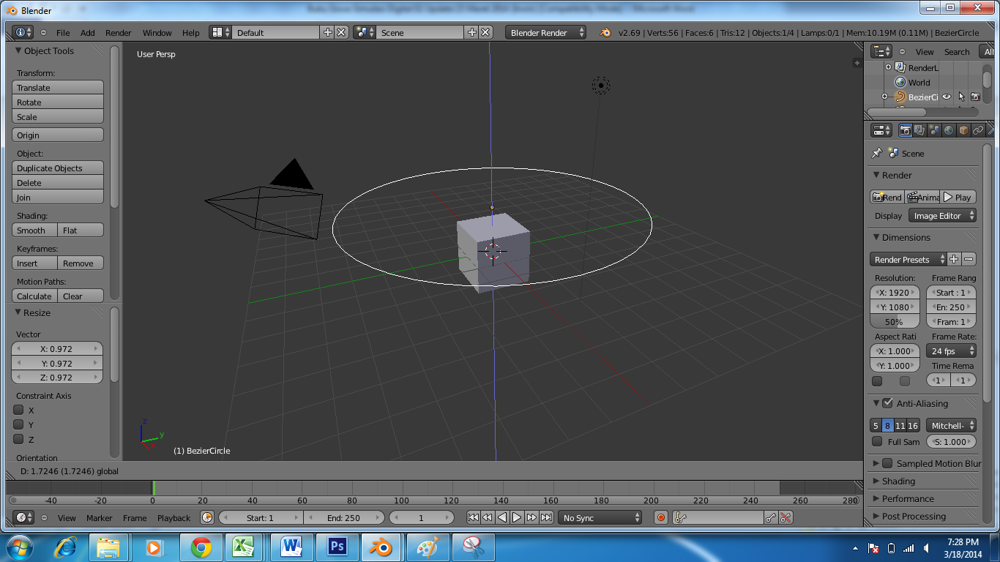 Blender
File Add Render Window Help Default Scene Blender Render v2.69 | Verts:56 | Faces:6 | Tris:12 | Objects:1/4 | Lamps:0/1 | Mem:10.19M (0.11M) | BezierCircle
Object Tools
Transform:
Translate
Rotate
Scale
Origin
Object:
Duplicate Objects
Delete
Join
Shading:
Smooth Flat
Keyframes:
Insert Remove
Motion Paths:
Calculate Clear
Resize
Vector
X: 0.972
Y: 0.972
Z: 0.972
Constraint Axis
X
Y
Z
Orientation
User Persp
z
y
x
(1) BezierCircle
D: 1.7246 (1.7246) global
View Search All
RenderL
World
BezierCi
Scene
Render
Rend Anima Play
Display Image Editor
Dimensions
Render Presets
Resolution: Frame Rang
X: 1920 Start : 1
Y: 1080 En: 250
50% Fram: 1
Aspect Rati Frame Rate:
X: 1.000 24 fps
Y: 1.000 Time Rema
1 1
Anti-Aliasing
5 8 11 16 Mitchell-
Full Sam S: 1.000
Sampled Motion Blur
Shading
Performance
Post Processing
-40 -20 0 20 40 60 80 100 120 140 160 180 200 220 240 260 280
View Marker Frame Playback Start: 1 End: 250 1 No Sync
Ps
7:28 PM
3/18/2014